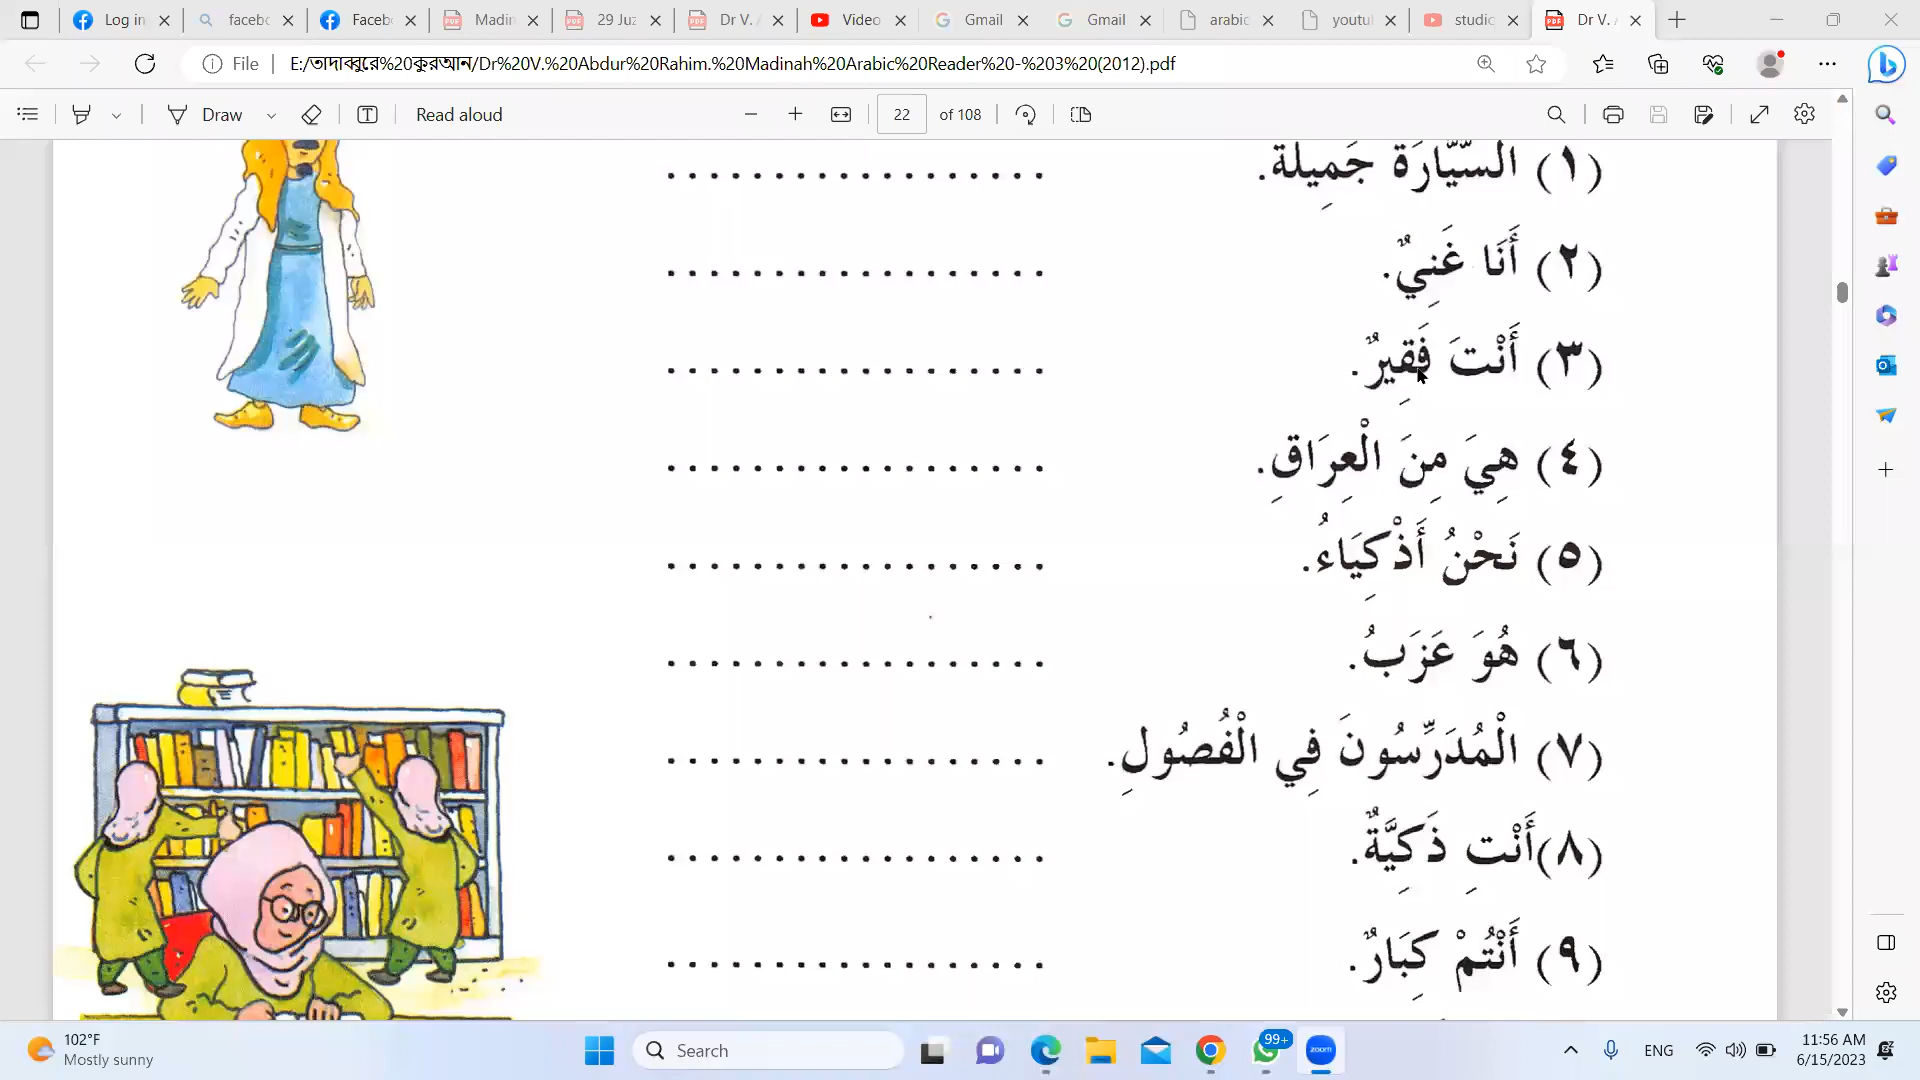 Log in
facebo
Facebo
Madin
29 Juz
Dr V. A
Video
Gmail
Gmail
arabic
youtu
studio
Dr V. A
File
E:/তাদাব্বুরে%20কুরআন/Dr%20V.%20Abdur%20Rahim.%20Madinah%20Arabic%20Reader%20-%203%20(2012).pdf
Draw
Read aloud
22 of 108
(١) السَّيَّارَةُ جَمِيلَةٌ. ..................
(٢) أَنَا غَنِيٌّ. ..................
(٣) أَنْتَ فَقِيرٌ. ..................
(٤) هِيَ مِنَ الْعِرَاقِ. ..................
(٥) نَحْنُ أَذْكِيَاءُ. ..................
(٦) هُوَ عَزَبٌ. ..................
(٧) الْمُدَرِّسُونَ فِي الْفُصُولِ. ..................
(٨) أَنْتِ ذَكِيَّةٌ. ..................
(٩) أَنْتُمْ كِبَارٌ. ..................
102°F
Mostly sunny
Search
99+
zoom
ENG
11:56 AM
6/15/2023